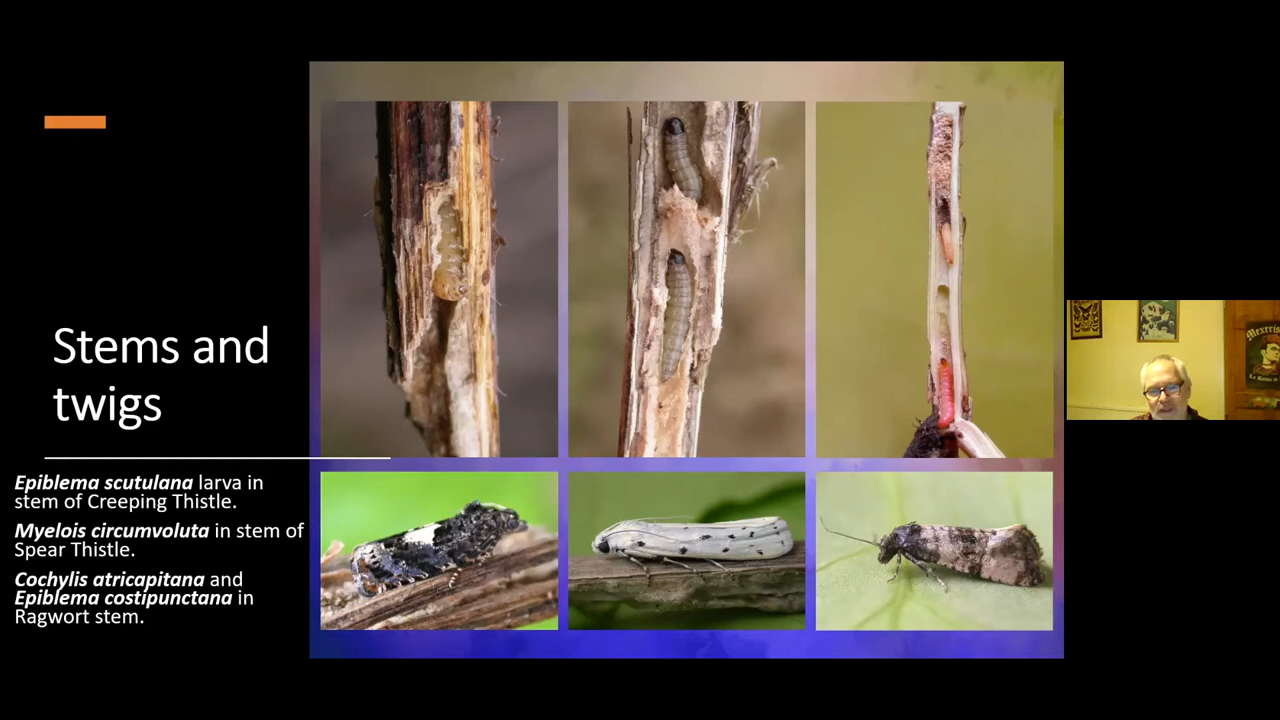 Stems and
twigs
Epiblema scutulana larva in
stem of Creeping Thistle.
Myelois circumvoluta in stem of
Spear Thistle.
Cochylis atricapitana and
Epiblema costipunctana in
Ragwort stem.